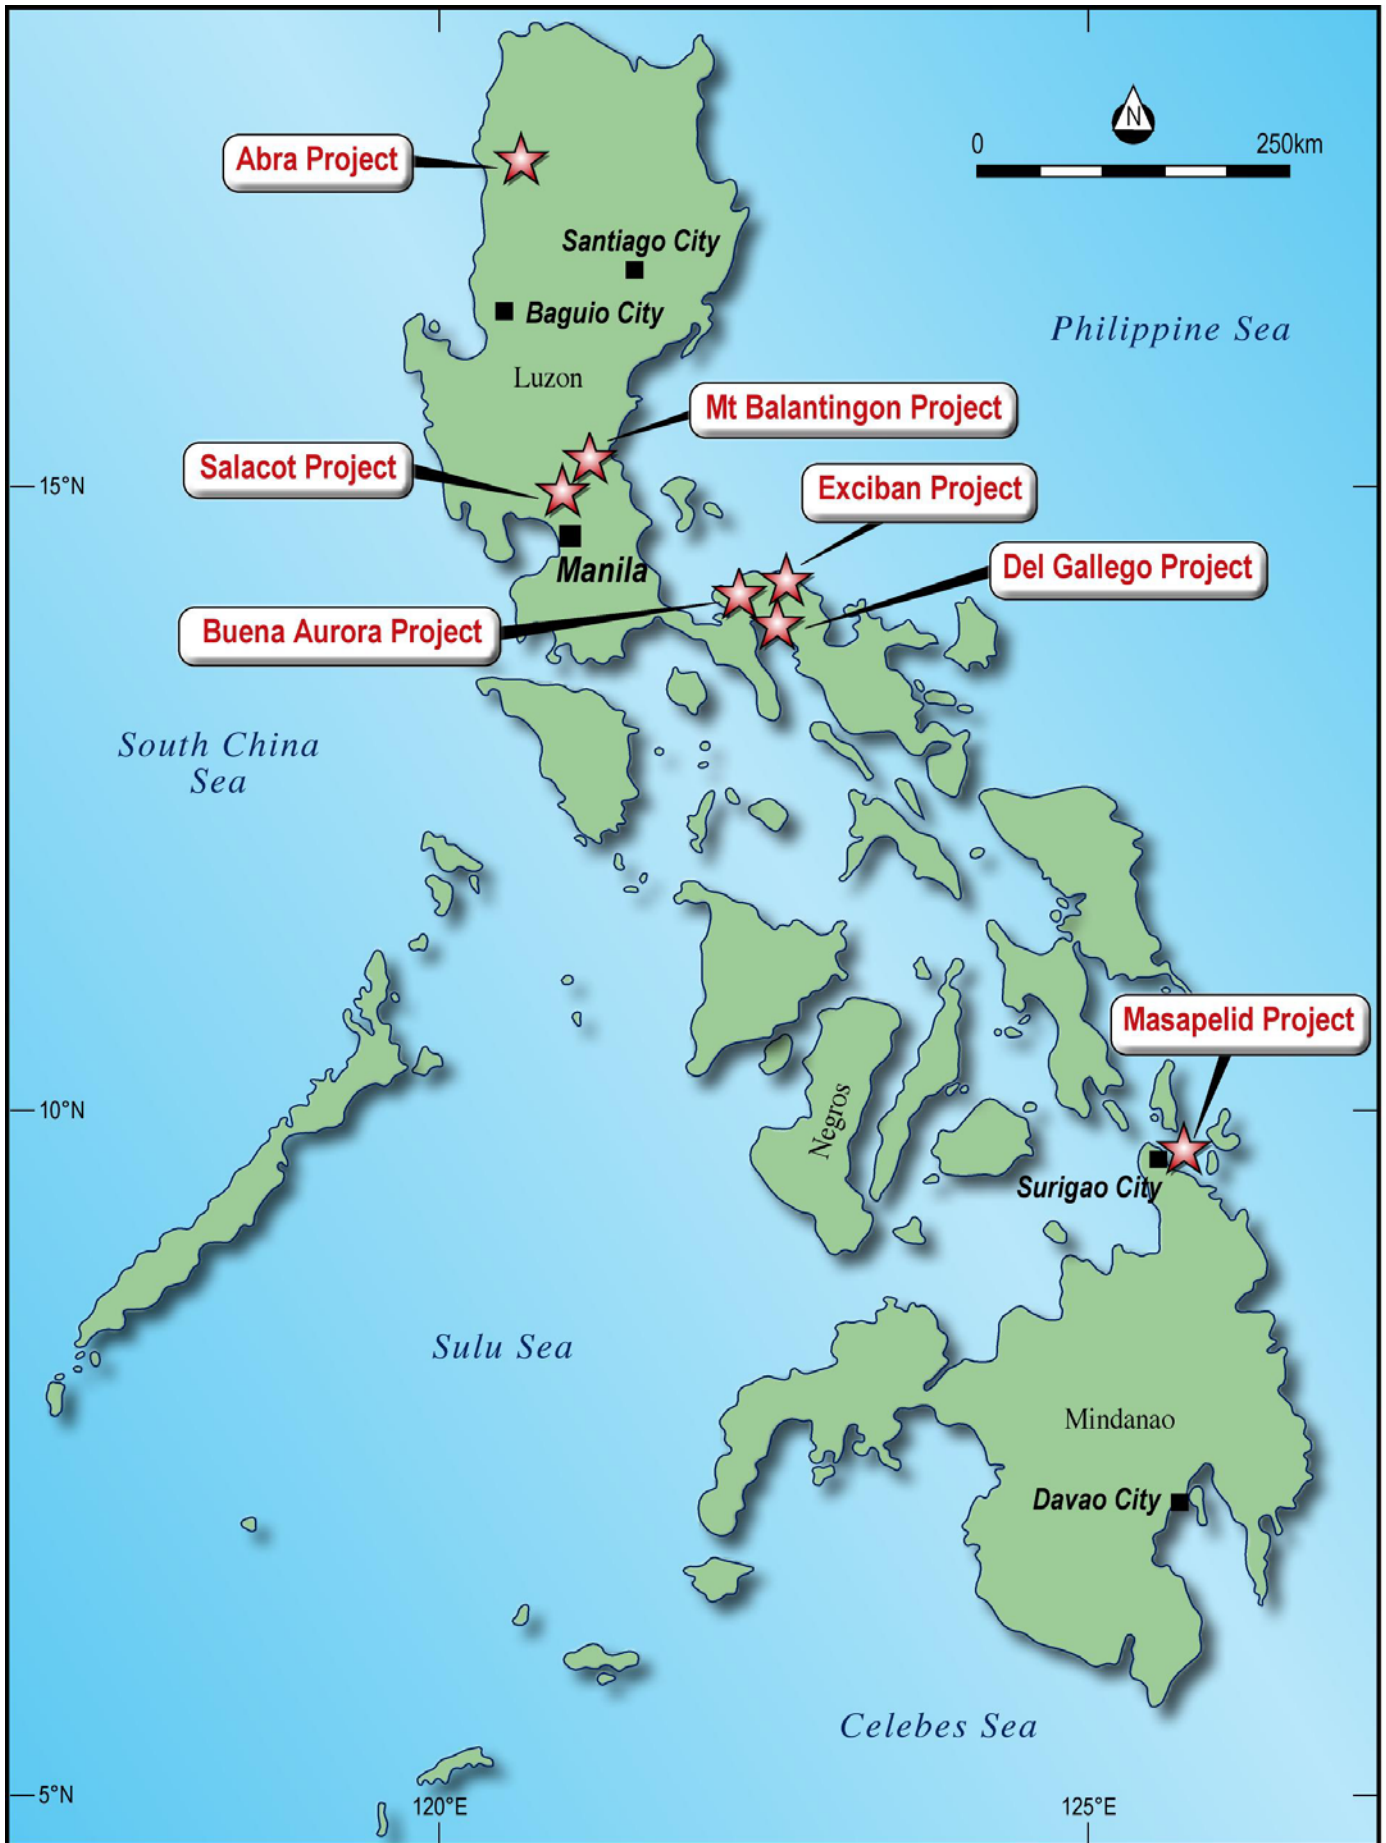 N
0 250km
Abra Project
Santiago City
Baguio City
Philippine Sea
Luzon
Mt Balantingon Project
Salacot Project
15°N
Exciban Project
Manila
Del Gallego Project
Buena Aurora Project
South China
Sea
Masapelid Project
10°N
Negros
Surigao City
Sulu Sea
Mindanao
Davao City
Celebes Sea
5°N
120°E
125°E